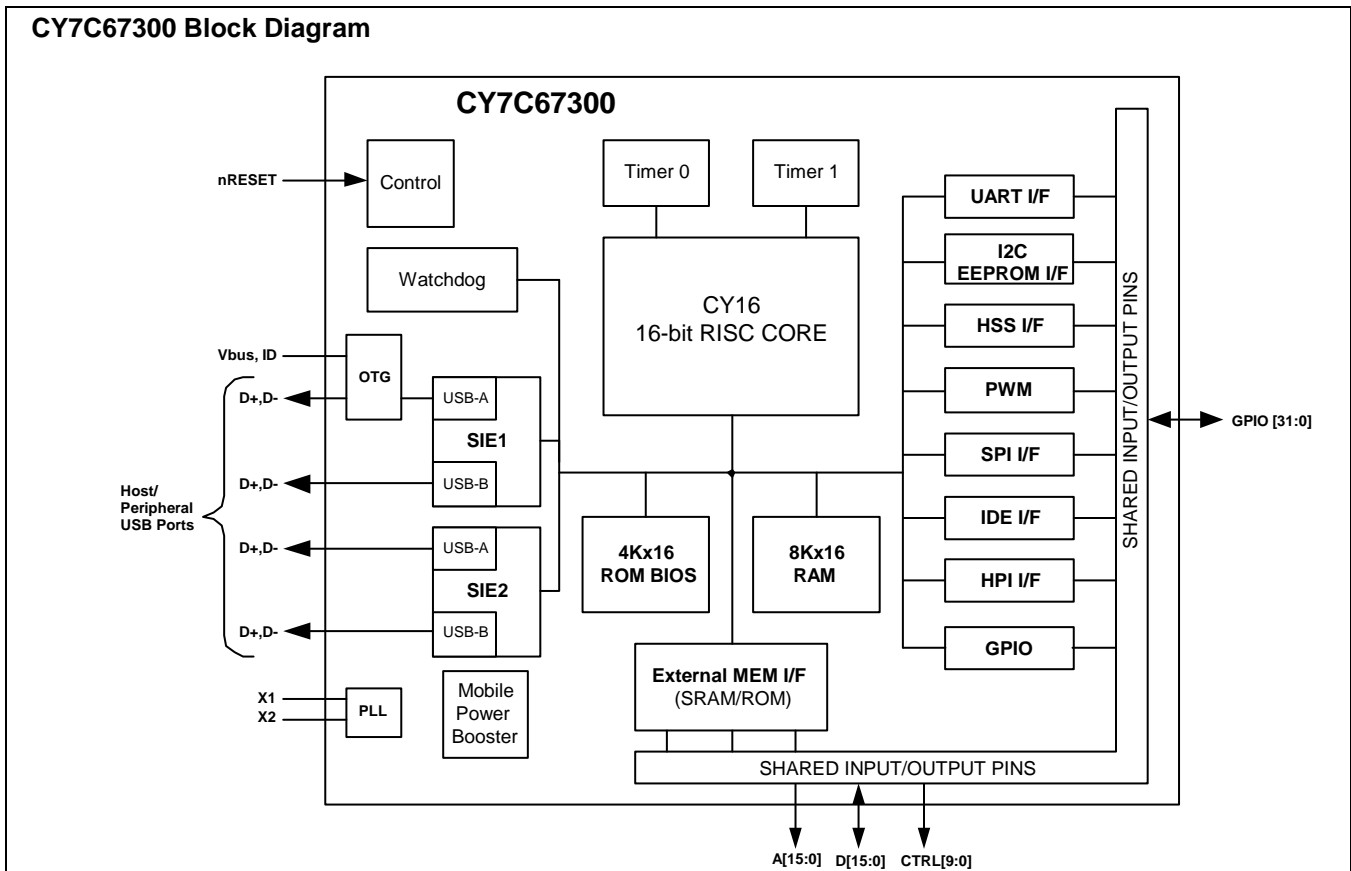 CY7C67300 Block Diagram
CY7C67300
nRESET
Control
Timer 0
Timer 1
Watchdog
CY16
16-bit RISC CORE
Vbus, ID
OTG
D+,D-
USB-A
SIE1
D+,D-
USB-B
Host/
Peripheral
USB Ports
D+,D-
USB-A
SIE2
D+,D-
USB-B
X1
X2
PLL
Mobile
Power
Booster
4Kx16
ROM BIOS
8Kx16
RAM
External MEM I/F
(SRAM/ROM)
UART I/F
I2C
EEPROM I/F
HSS I/F
PWM
SPI I/F
IDE I/F
HPI I/F
GPIO
SHARED INPUT/OUTPUT PINS
GPIO [31:0]
SHARED INPUT/OUTPUT PINS
A[15:0]
D[15:0]
CTRL[9:0]